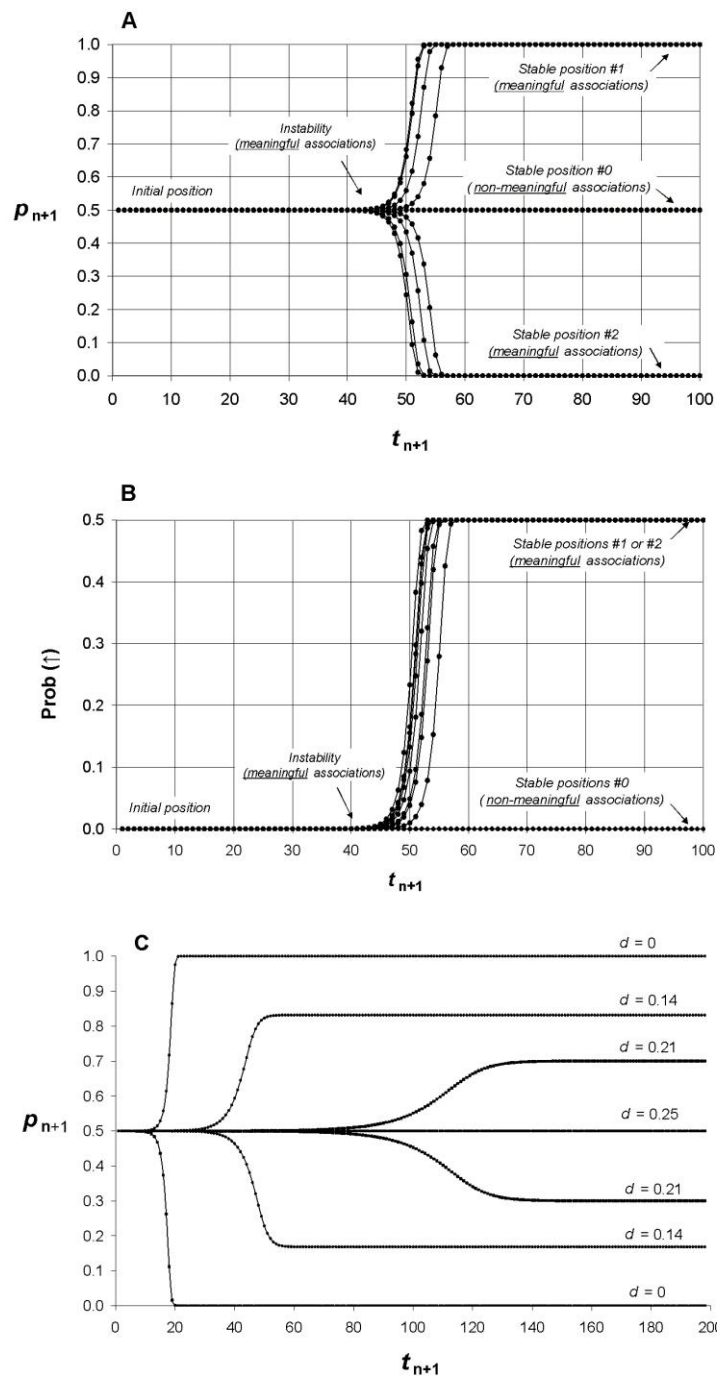 A
1.0
0.9
0.8
0.7
0.6
0.5
0.4
0.3
0.2
0.1
0.0
p n+1
Stable position #1
(meaningful associations)
Instability
(meaningful associations)
Stable position #0
(non-meaningful associations)
Initial position
Stable position #2
(meaningful associations)
0 10 20 30 40 50 60 70 80 90 100
t n+1
B
0.5
0.4
0.3
0.2
0.1
0.0
Prob (↑)
Stable positions #1 or #2
(meaningful associations)
Instability
(meaningful associations)
Stable positions #0
(non-meaningful associations)
Initial position
0 10 20 30 40 50 60 70 80 90 100
t n+1
C
1.0
0.9
0.8
0.7
0.6
0.5
0.4
0.3
0.2
0.1
0.0
p n+1
d = 0
d = 0.14
d = 0.21
d = 0.25
d = 0.21
d = 0.14
d = 0
0 20 40 60 80 100 120 140 160 180 200
t n+1